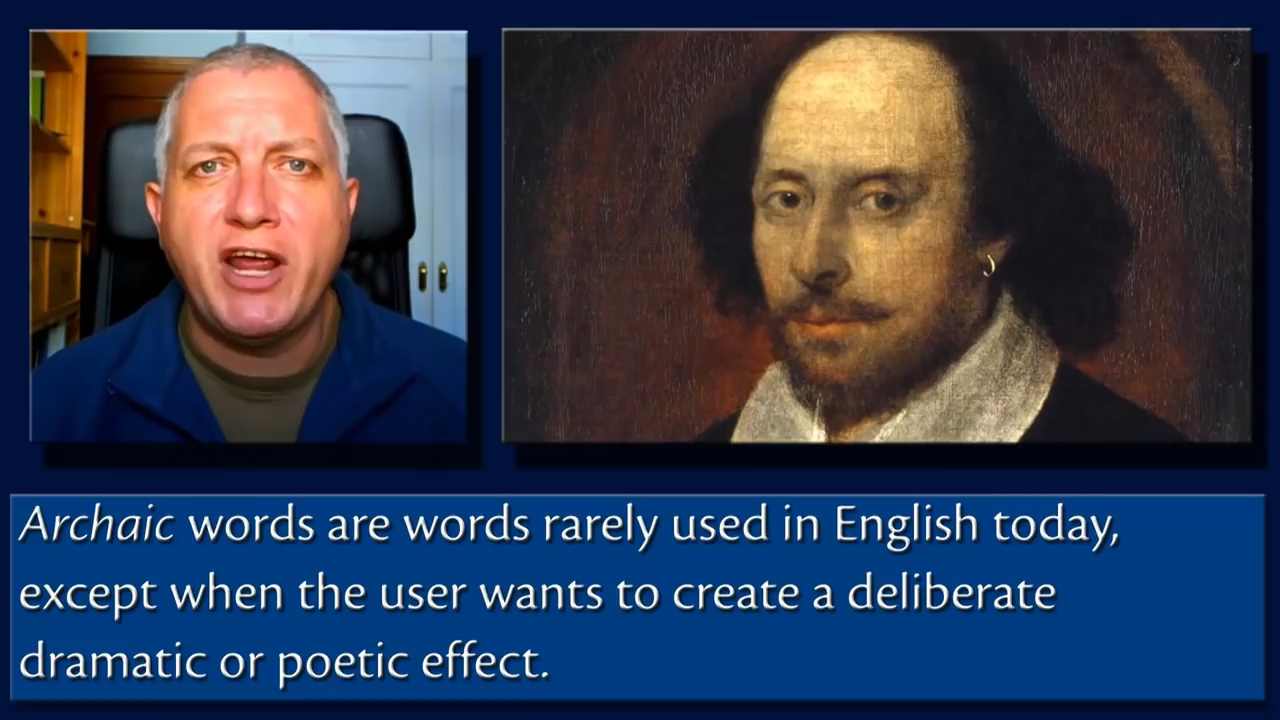 Archaic words are words rarely used in English today,
except when the user wants to create a deliberate
dramatic or poetic effect.